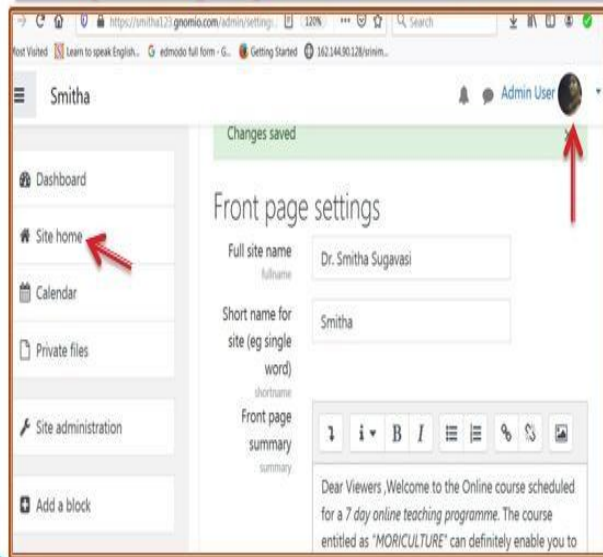 https://smitha123.gnomio.com/admin/settings 120% Search
Most Visited Learn to speak English.. edmodo full form - G.. Getting Started 162.144.90.128/srinim...
Smitha Admin User
Changes saved
Dashboard
Site home
Calendar
Private files
Site administration
Add a block
Front page settings
Full site name
fullname
Dr. Smitha Sugavasi
Short name for
site (eg single
word)
shortname
Smitha
Front page
summary
summary
B I
Dear Viewers ,Welcome to the Online course scheduled
for a 7 day online teaching programme. The course
entitled as "MORICULTURE" can definitely enable you to